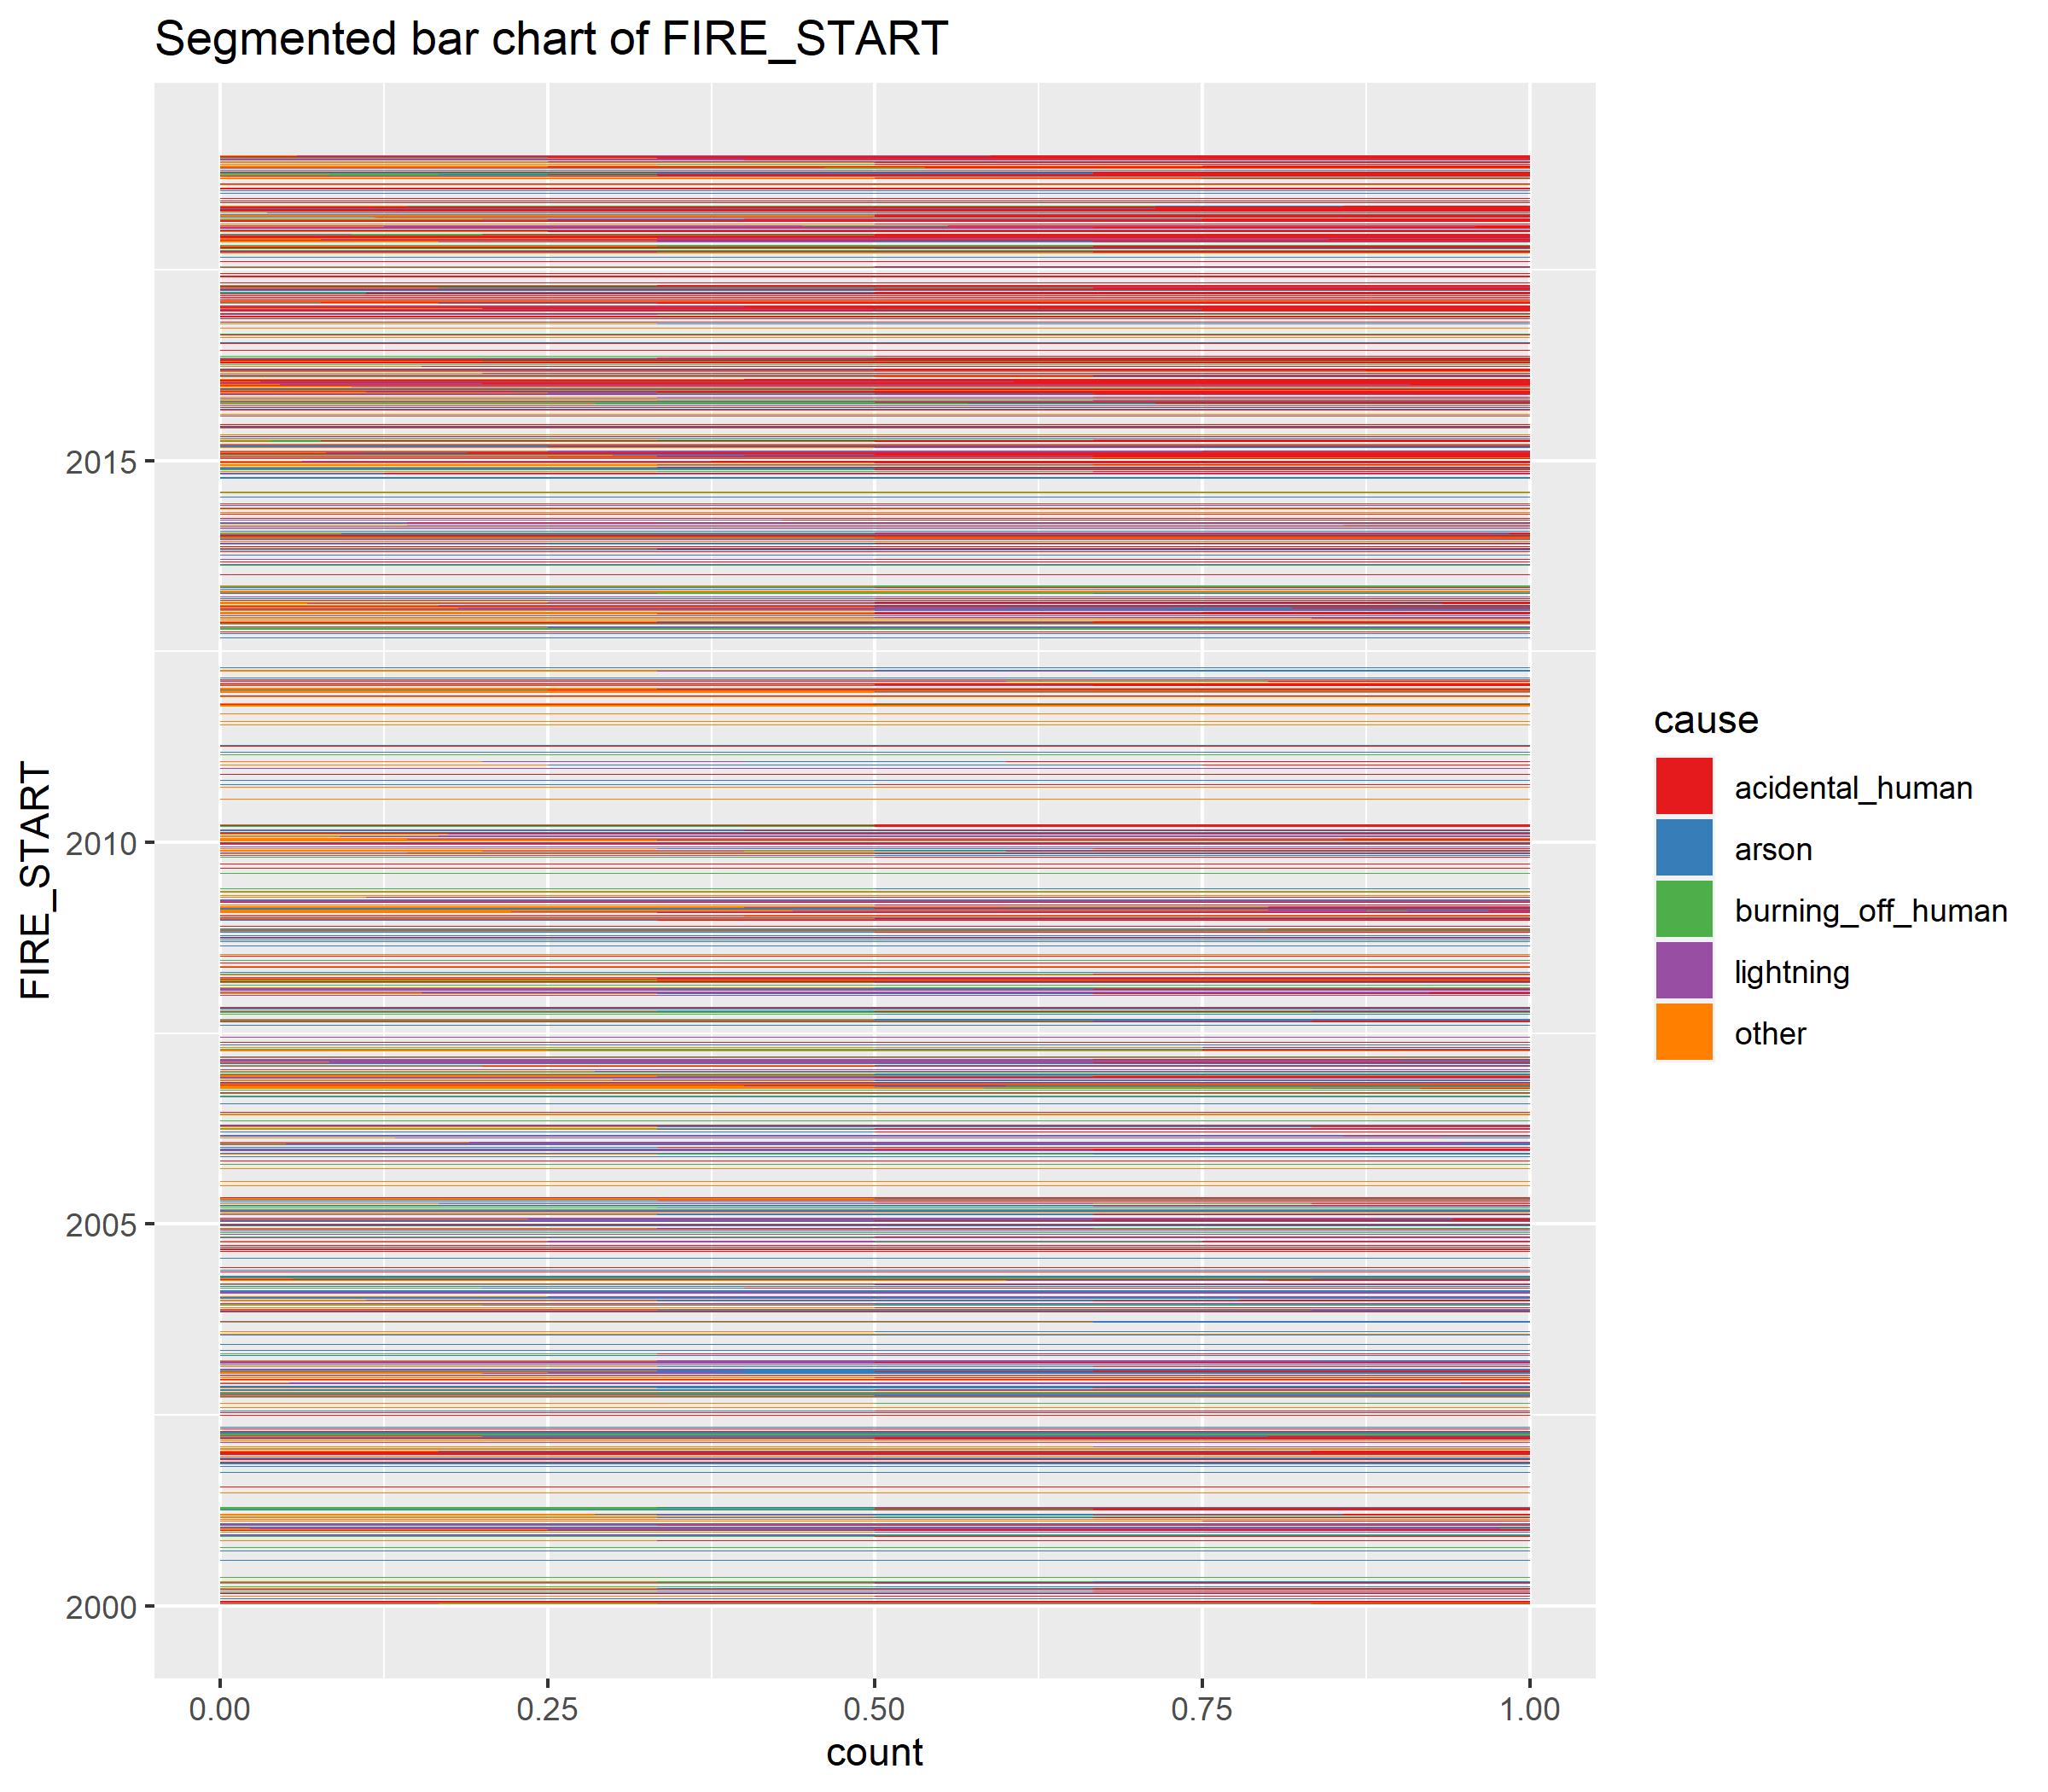 Segmented bar chart of FIRE_START
FIRE_START
2015
2010
2005
2000
0.00 0.25 0.50 0.75 1.00
count
cause
acidental_human
arson
burning_off_human
lightning
other